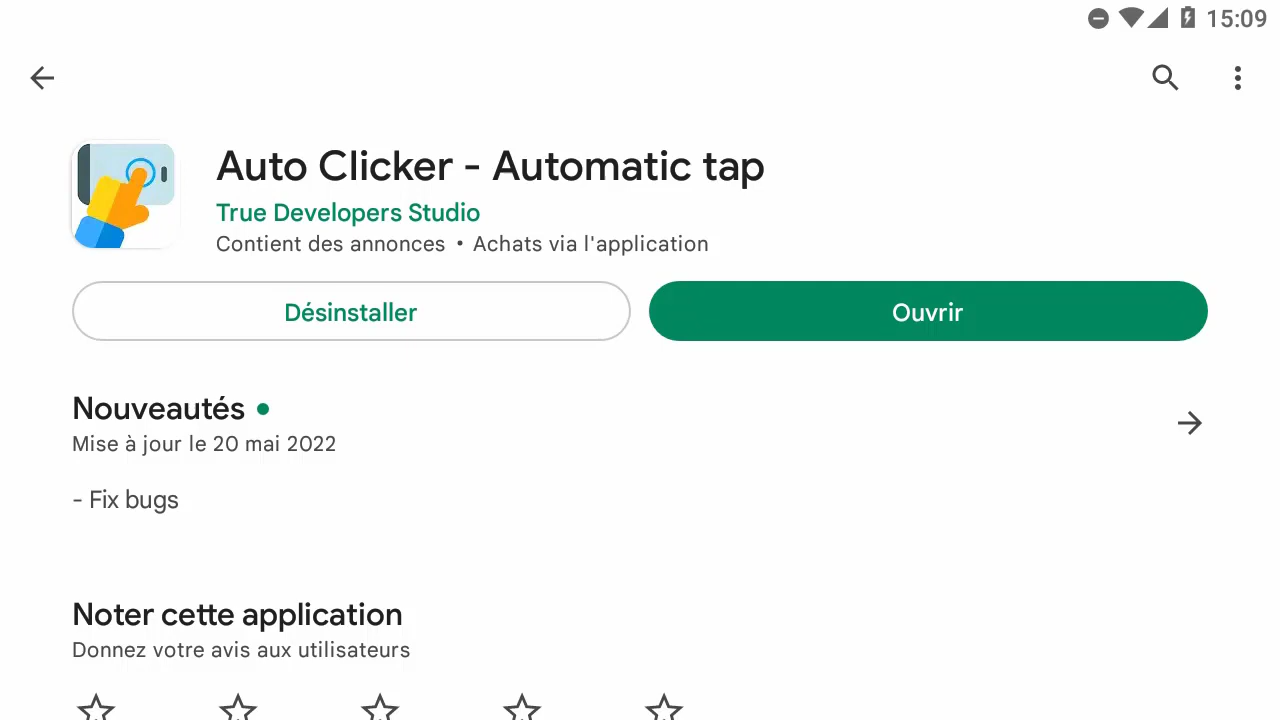 15:09
Auto Clicker - Automatic tap
True Developers Studio
Contient des annonces • Achats via l'application
Désinstaller
Ouvrir
Nouveautés
Mise à jour le 20 mai 2022
- Fix bugs
Noter cette application
Donnez votre avis aux utilisateurs